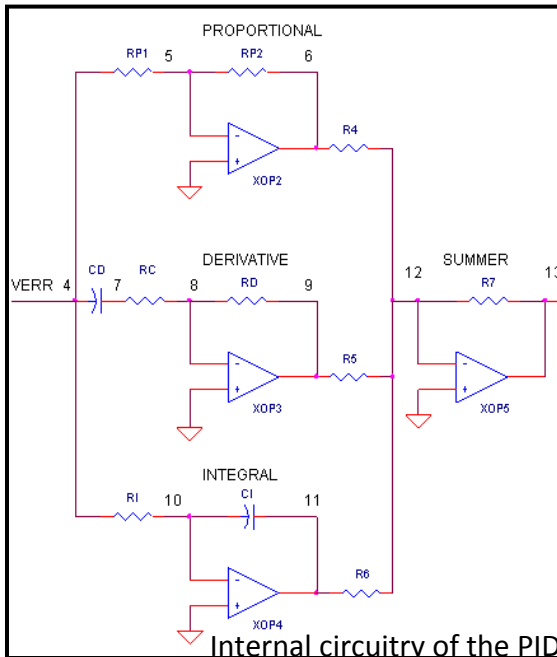 PROPORTIONAL
RP1 5 RP2 6
R4
-
+
XOP2
DERIVATIVE
VERR 4 CD 7 RC 8 RD 9
12 SUMMER 13
R7
-
+
XOP3
R5
-
+
XOP5
INTEGRAL
RI 10 CI 11
-
+
XOP4
R6
Internal circuitry of the PID